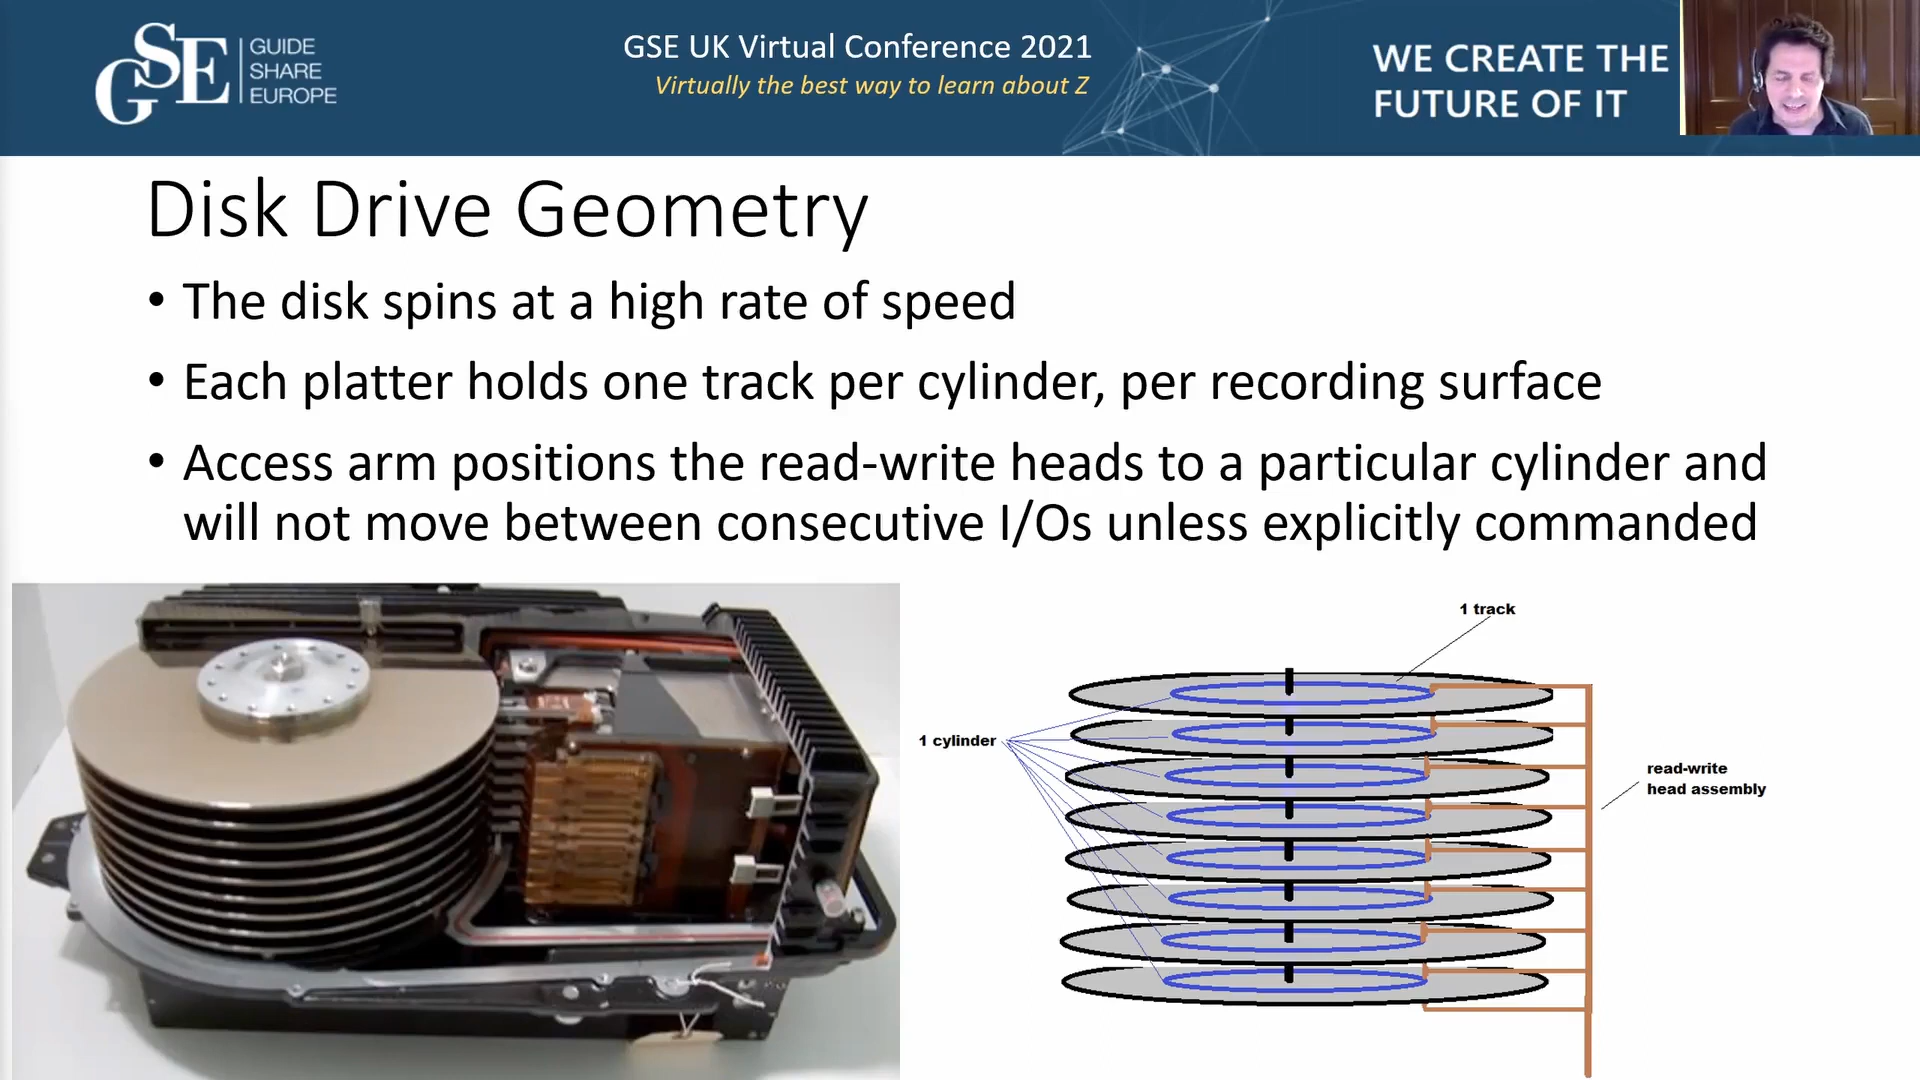 GSE
GUIDE
SHARE
EUROPE
GSE UK Virtual Conference 2021
Virtually the best way to learn about Z
WE CREATE THE
FUTURE OF IT
Disk Drive Geometry
• The disk spins at a high rate of speed
• Each platter holds one track per cylinder, per recording surface
• Access arm positions the read-write heads to a particular cylinder and
will not move between consecutive I/Os unless explicitly commanded
1 track
1 cylinder
read-write
head assembly